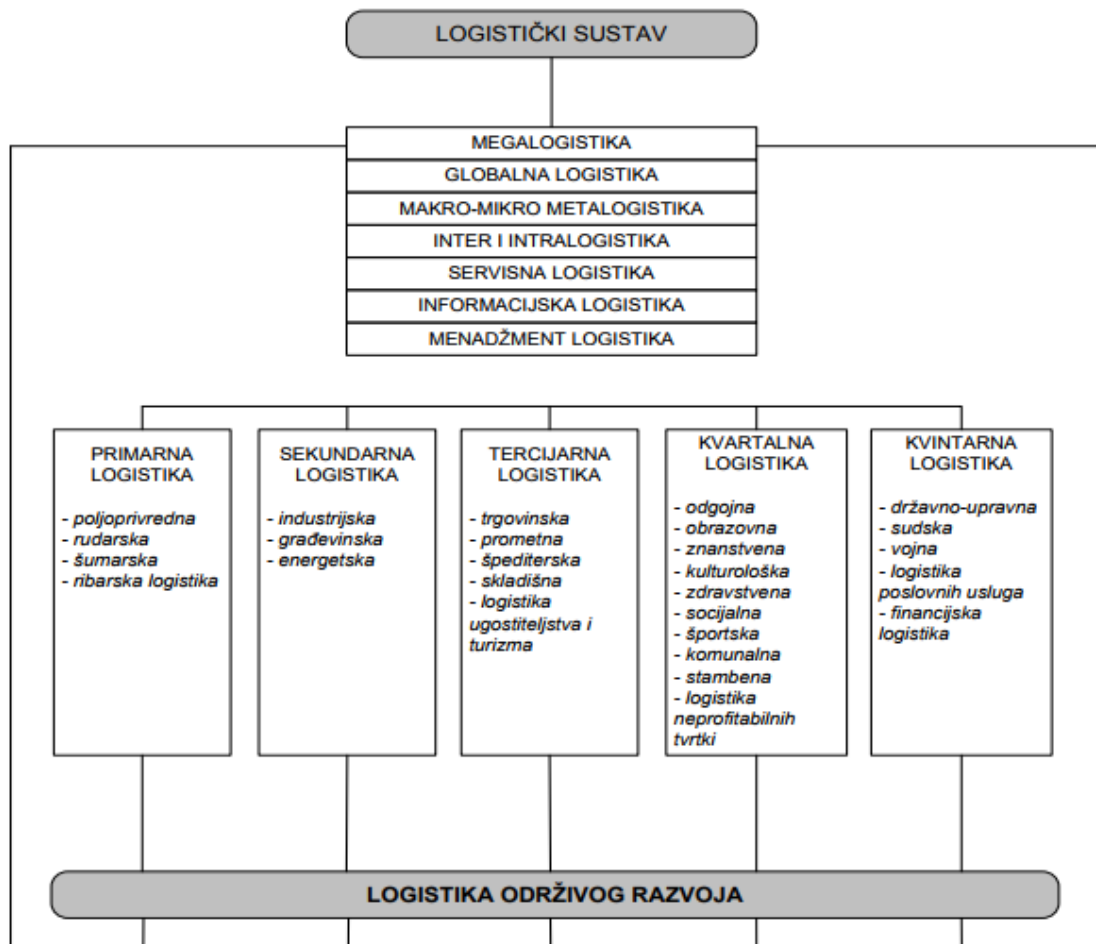 LOGISTIČKI SUSTAV
MEGALOGISTIKA
GLOBALNA LOGISTIKA
MAKRO-MIKRO METALOGISTIKA
INTER I INTRALOGISTIKA
SERVISNA LOGISTIKA
INFORMACIJSKA LOGISTIKA
MENADŽMENT LOGISTIKA
PRIMARNA
LOGISTIKA
- poljoprivredna
- rudarska
- šumarska
- ribarska logistika
SEKUNDARNA
LOGISTIKA
- industrijska
- građevinska
- energetska
TERCIJARNA
LOGISTIKA
- trgovinska
- prometna
- špediterska
- skladišna
- logistika
ugostiteljstva i
turizma
KVARTALNA
LOGISTIKA
- odgojna
- obrazovna
- znanstvena
- kulturološka
- zdravstvena
- socijalna
- športska
- komunalna
- stambena
- logistika
neprofitabilnih
tvrtki
KVINTARNA
LOGISTIKA
- državno-upravna
- sudska
- vojna
- logistika
poslovnih usluga
- financijska
logistika
LOGISTIKA ODRŽIVOG RAZVOJA